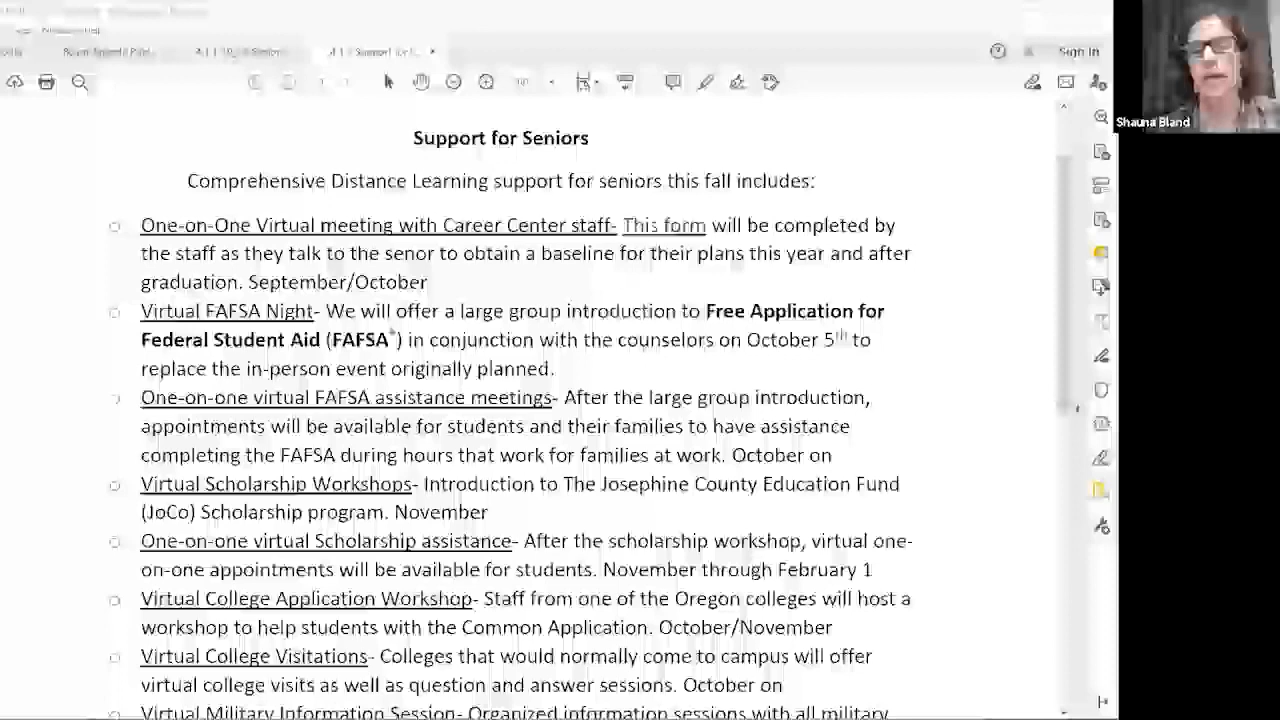 Sign In
Shauna Bland
Support for Seniors
Comprehensive Distance Learning support for seniors this fall includes:
One-on-One Virtual meeting with Career Center staff- This form will be completed by
the staff as they talk to the senor to obtain a baseline for their plans this year and after
graduation. September/October
Virtual FAFSA Night- We will offer a large group introduction to Free Application for
Federal Student Aid (FAFSA®) in conjunction with the counselors on October 5th to
replace the in-person event originally planned.
One-on-one virtual FAFSA assistance meetings- After the large group introduction,
appointments will be available for students and their families to have assistance
completing the FAFSA during hours that work for families at work. October on
Virtual Scholarship Workshops- Introduction to The Josephine County Education Fund
(JoCo) Scholarship program. November
One-on-one virtual Scholarship assistance- After the scholarship workshop, virtual one-
on-one appointments will be available for students. November through February 1
Virtual College Application Workshop- Staff from one of the Oregon colleges will host a
workshop to help students with the Common Application. October/November
Virtual College Visitations- Colleges that would normally come to campus will offer
virtual college visits as well as question and answer sessions. October on
Virtual Military Information Session- Organized information sessions with all military